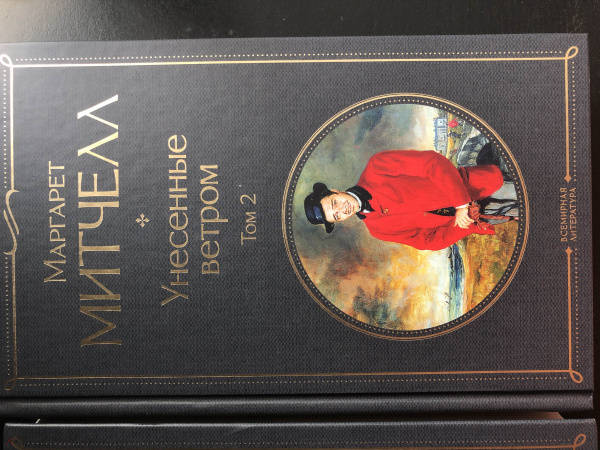 Маргарет
МИТЧЕЛЛ
Унесенные
ветром
Том 2
ВСЕМИРНАЯ
ЛИТЕРАТУРА